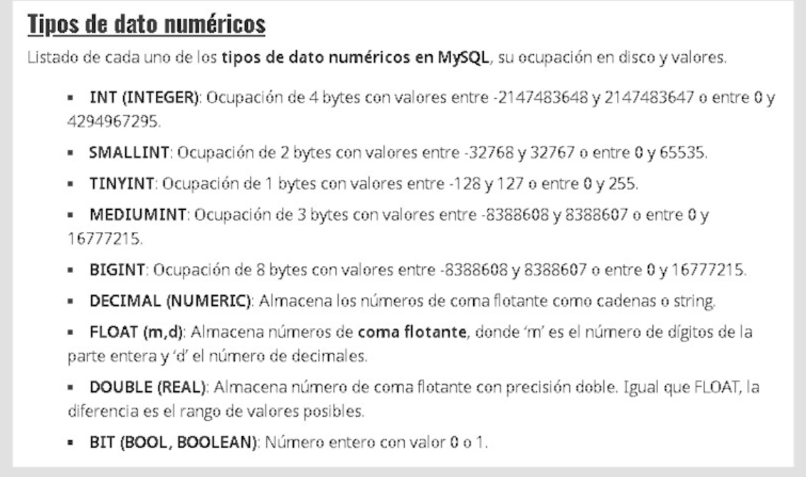 Tipos de dato numéricos
Listado de cada uno de los tipos de dato numéricos en MySQL, su ocupación en disco y valores.
▪ INT (INTEGER): Ocupación de 4 bytes con valores entre -2147483648 y 2147483647 o entre 0 y
4294967295.
▪ SMALLINT: Ocupación de 2 bytes con valores entre -32768 y 32767 o entre 0 y 65535.
▪ TINYINT: Ocupación de 1 bytes con valores entre -128 y 127 o entre 0 y 255.
▪ MEDIUMINT: Ocupación de 3 bytes con valores entre -8388608 y 8388607 o entre 0 y
16777215.
▪ BIGINT: Ocupación de 8 bytes con valores entre -8388608 y 8388607 o entre 0 y 16777215.
▪ DECIMAL (NUMERIC): Almacena los números de coma flotante como cadenas o string.
▪ FLOAT (m,d): Almacena números de coma flotante, donde ‘m’ es el número de dígitos de la
parte entera y ‘d’ el número de decimales.
▪ DOUBLE (REAL): Almacena número de coma flotante con precisión doble. Igual que FLOAT, la
diferencia es el rango de valores posibles.
▪ BIT (BOOL, BOOLEAN): Número entero con valor 0 o 1.